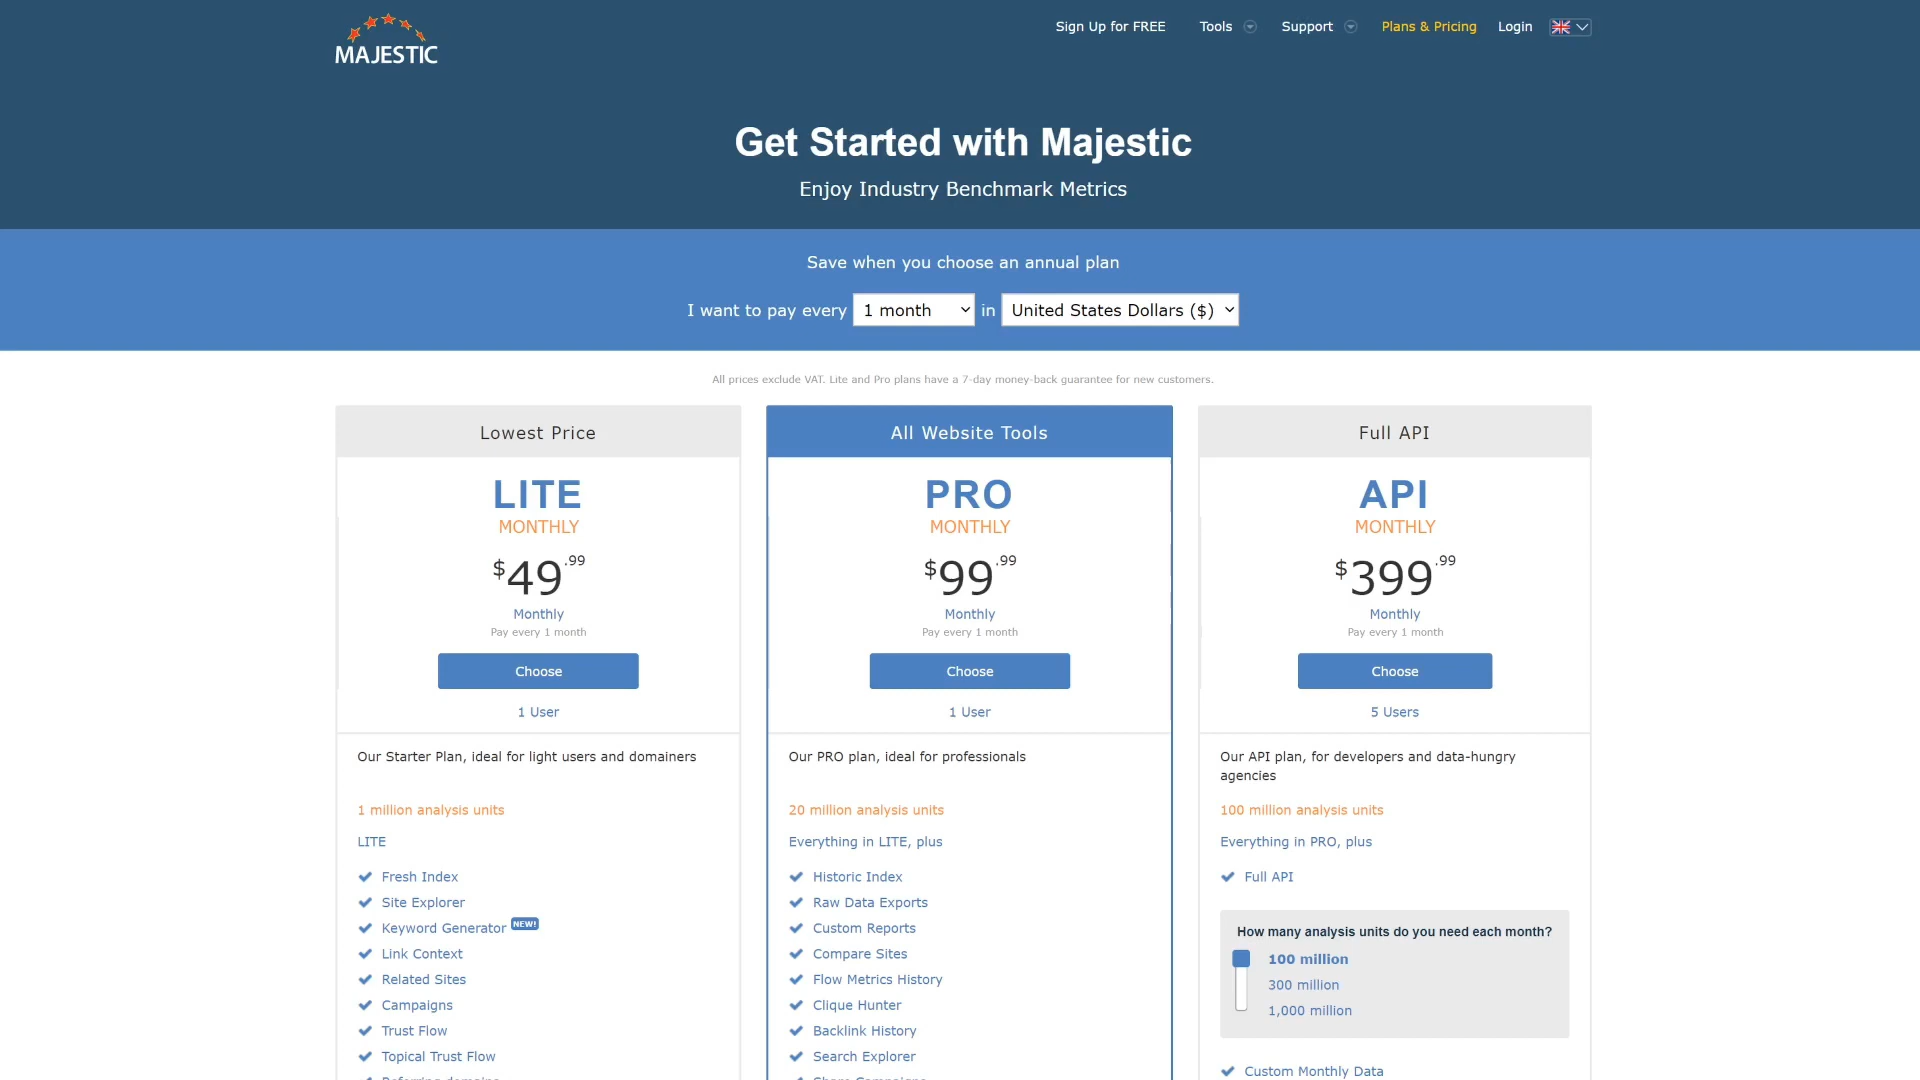 MAJESTIC
Sign Up for FREE
Tools
Support
Plans & Pricing
Login
Get Started with Majestic
Enjoy Industry Benchmark Metrics
Save when you choose an annual plan
I want to pay every 1 month in United States Dollars ($)
All prices exclude VAT. Lite and Pro plans have a 7-day money-back guarantee for new customers.
Lowest Price
LITE
MONTHLY
$49.99
Monthly
Pay every 1 month
Choose
1 User
Our Starter Plan, ideal for light users and domainers
1 million analysis units
LITE
Fresh Index
Site Explorer
Keyword Generator NEW!
Link Context
Related Sites
Campaigns
Trust Flow
Topical Trust Flow
All Website Tools
PRO
MONTHLY
$99.99
Monthly
Pay every 1 month
Choose
1 User
Our PRO plan, ideal for professionals
20 million analysis units
Everything in LITE, plus
Historic Index
Raw Data Exports
Custom Reports
Compare Sites
Flow Metrics History
Clique Hunter
Backlink History
Search Explorer
Full API
API
MONTHLY
$399.99
Monthly
Pay every 1 month
Choose
5 Users
Our API plan, for developers and data-hungry
agencies
100 million analysis units
Everything in PRO, plus
Full API
How many analysis units do you need each month?
100 million
300 million
1,000 million
Custom Monthly Data